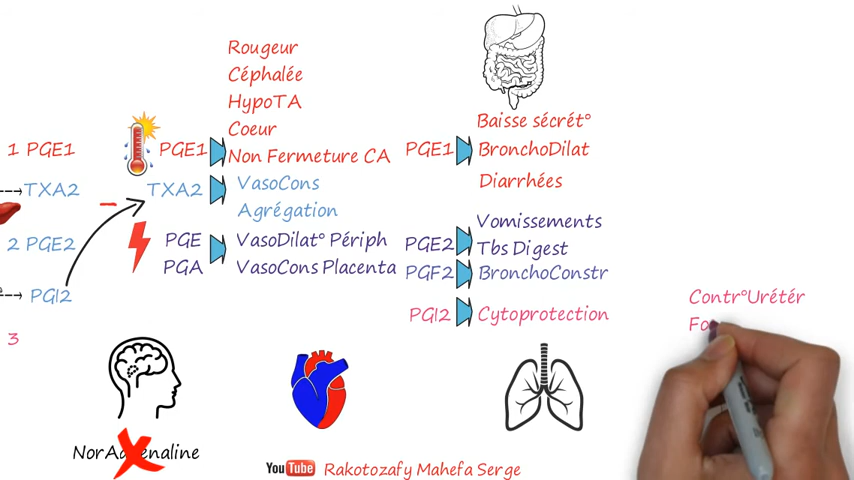 1 PGE1
TXA2
2 PGE2
PGI2
3
PGE1
Rougeur
Céphalée
HypoTA
Coeur
Non Fermeture CA
TXA2
VasoCons
Agrégation
PGE
PGA
VasoDilat° Périph
VasoCons Placenta
NorAdrenaline
PGE1
Baisse sécrét°
BronchoDilat
Diarrhées
PGE2
Vomissements
Tbs Digest
PGF2
BronchoConstr
PGI2
Cytoprotection
Contr°Urétér
Fo
YouTube Rakotozafy Mahefa Serge